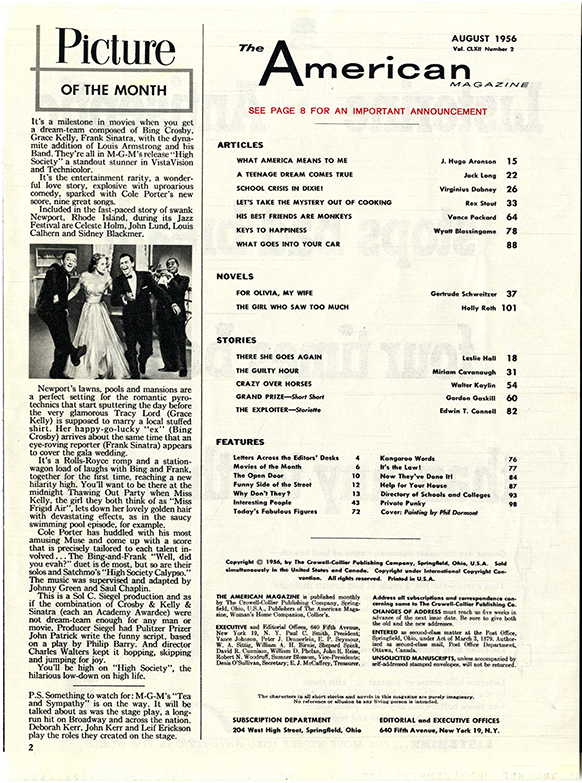 Picture
OF THE MONTH
It's a milestone in movies when you get
a dream-team composed of Bing Crosby,
Grace Kelly, Frank Sinatra, with the dyna-
mite addition of Louis Armstrong and his
Band. They're all in M-G-M's release "High
Society" a standout stunner in VistaVision
and Technicolor.
It's the entertainment rarity, a wonder-
ful love story, explosive with uproarious
comedy, sparked with Cole Porter's new
score, nine great songs.
Included in the fast-paced story of swank
Newport, Rhode Island, during its Jazz
Festival are Celeste Holm, John Lund, Louis
Calhern and Sidney Blackmer.
Newport's lawns, pools and mansions are
a perfect setting for the romantic pyro-
technics that start sputtering the day before
the very glamorous Tracy Lord (Grace
Kelly) is supposed to marry a local stuffed
shirt. Her happy-go-lucky "ex" (Bing
Crosby) arrives about the same time that an
eye-roving reporter (Frank Sinatra) appears
to cover the gala wedding.
It's a Rolls-Royce romp and a station-
wagon load of laughs with Bing and Frank,
together for the first time, reaching a new
hilarity high. You'll want to be there at the
midnight Thawing Out Party when Miss
Kelly, the girl they both think of as "Miss
Frigid Air", lets down her lovely golden hair
with devastating effects, as in the saucy
swimming pool episode, for example.
Cole Porter has huddled with his most
amusing Muse and come up with a score
that is precisely tailored to each talent in-
volved... The Bing-and-Frank "Well, did
you evah?" duet is de most, but so are their
solos and Satchmo's "High Society Calypso."
The music was supervised and adapted by
Johnny Green and Saul Chaplin.
This is a Sol C. Siegel production and as
if the combination of Crosby & Kelly &
Sinatra (each an Academy Awarder) were
not dream-team enough for any man or
movie, Producer Siegel had Pulitzer Prizer
John Patrick write the funny script, based
on a play by Philip Barry. And director
Charles Walters kept it hopping, skipping
and jumping for joy.
You'll be high on "High Society", the
hilarious low-down on high life.
P.S. Something to watch for: M-G-M's "Tea
and Sympathy" is on the way. It will be
talked about as was the stage play, a long-
run hit on Broadway and across the nation.
Deborah Kerr, John Kerr and Leif Erickson
play the roles they created on the stage.
2
AUGUST 1956
Vol. CLXII Number 2
The American
MAGAZINE
SEE PAGE 8 FOR AN IMPORTANT ANNOUNCEMENT
ARTICLES
WHAT AMERICA MEANS TO ME J. Hugo Aronson 15
A TEENAGE DREAM COMES TRUE Jack Long 22
SCHOOL CRISIS IN DIXIE! Virginius Dabney 26
LET'S TAKE THE MYSTERY OUT OF COOKING Rex Stout 33
HIS BEST FRIENDS ARE MONKEYS Vance Packard 64
KEYS TO HAPPINESS Wyatt Blassingame 78
WHAT GOES INTO YOUR CAR 88
NOVELS
FOR OLIVIA, MY WIFE Gertrude Schweitzer 37
THE GIRL WHO SAW TOO MUCH Holly Roth 101
STORIES
THERE SHE GOES AGAIN Leslie Hall 18
THE GUILTY HOUR Miriam Cavanaugh 31
CRAZY OVER HORSES Walter Kaylin 54
GRAND PRIZE—Short Short Gordon Gaskill 60
THE EXPLOITER—Storiette Edwin T. Connell 82
FEATURES
Letters Across the Editors' Desks 4
Movies of the Month 6
The Open Door 10
Funny Side of the Street 12
Why Don't They? 13
Interesting People 43
Today's Fabulous Figures 72
Kangaroo Words 76
It's the Law! 77
Now They've Done It! 84
Help for Your House 87
Directory of Schools and Colleges 93
Private Punky 98
Cover: Painting by Phil Dormont
Copyright © 1956, by The Crowell-Collier Publishing Company, Springfield, Ohio, U.S.A. Sold
simultaneously in the United States and Canada. Copyright under International Copyright Con-
vention. All rights reserved. Printed in U.S.A.
THE AMERICAN MAGAZINE is published monthly
by The Crowell-Collier Publishing Company, Spring-
field, Ohio, U.S.A., Publishers of The American Maga-
zine, Woman's Home Companion, Collier's.
EXECUTIVE and Editorial Offices, 640 Fifth Avenue,
New York 19, N. Y. Paul C. Smith, President;
Vance Johnson, Peter J. Dennerlein, E. P. Seymour,
W. A. Sittig, William A. H. Birnie, Shepard Spink,
David R. Cannison, William D. Phelan, John R. Reiss,
Robert N. Woodruff, Sumner Blossom, Vice-Presidents;
Denis O'Sullivan, Secretary; E. J. McCaffrey, Treasurer.
Address all subscriptions and correspondence con-
cerning same to The Crowell-Collier Publishing Co.
CHANGES OF ADDRESS must reach us five weeks in
advance of the next issue date. Be sure to give both
the old and the new addresses.
ENTERED as second-class matter at the Post Office,
Springfield, Ohio, under Act of March 3, 1879. Author-
ized as second-class mail, Post Office Department,
Ottawa, Canada.
UNSOLICITED MANUSCRIPTS, unless accompanied by
self-addressed stamped envelope, will not be returned.
The characters in all short stories and novels in this magazine are purely imaginary.
No reference or allusion to any living person is intended.
SUBSCRIPTION DEPARTMENT
204 West High Street, Springfield, Ohio
EDITORIAL and EXECUTIVE OFFICES
640 Fifth Avenue, New York 19, N. Y.